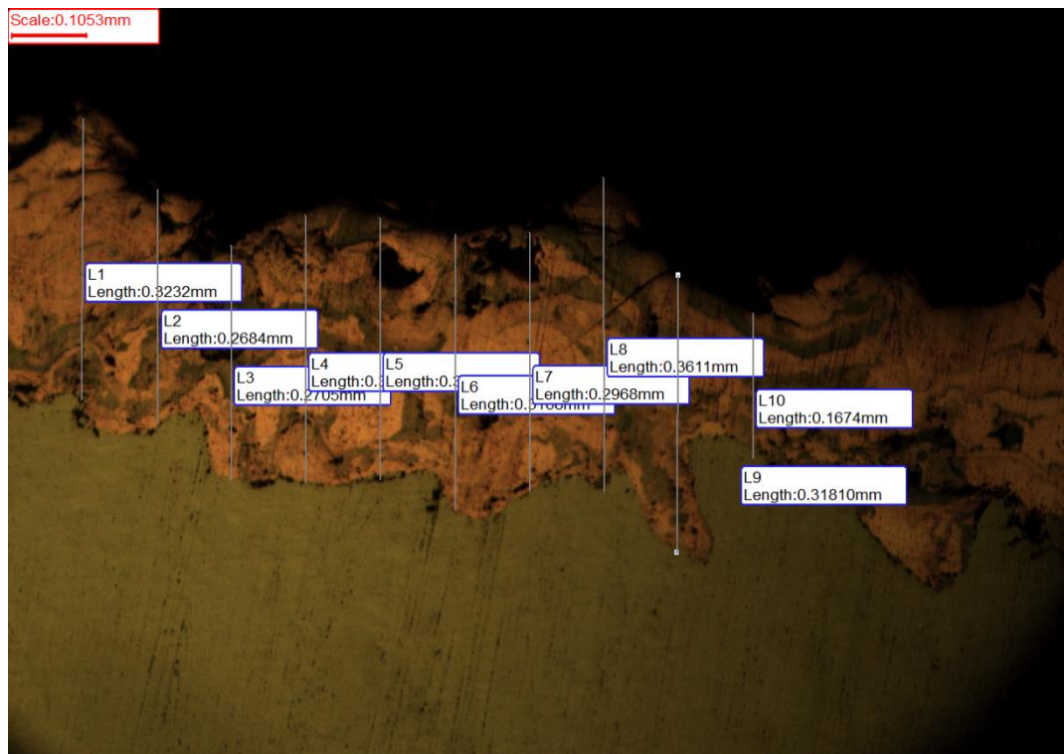 Scale:0.1053mm
L1
Length:0.3232mm
L2
Length:0.2684mm
L3
Length:0.2705mm
L4
L5
L6
L7
Length:0.2968mm
L8
Length:0.3611mm
L10
Length:0.1674mm
L9
Length:0.31810mm